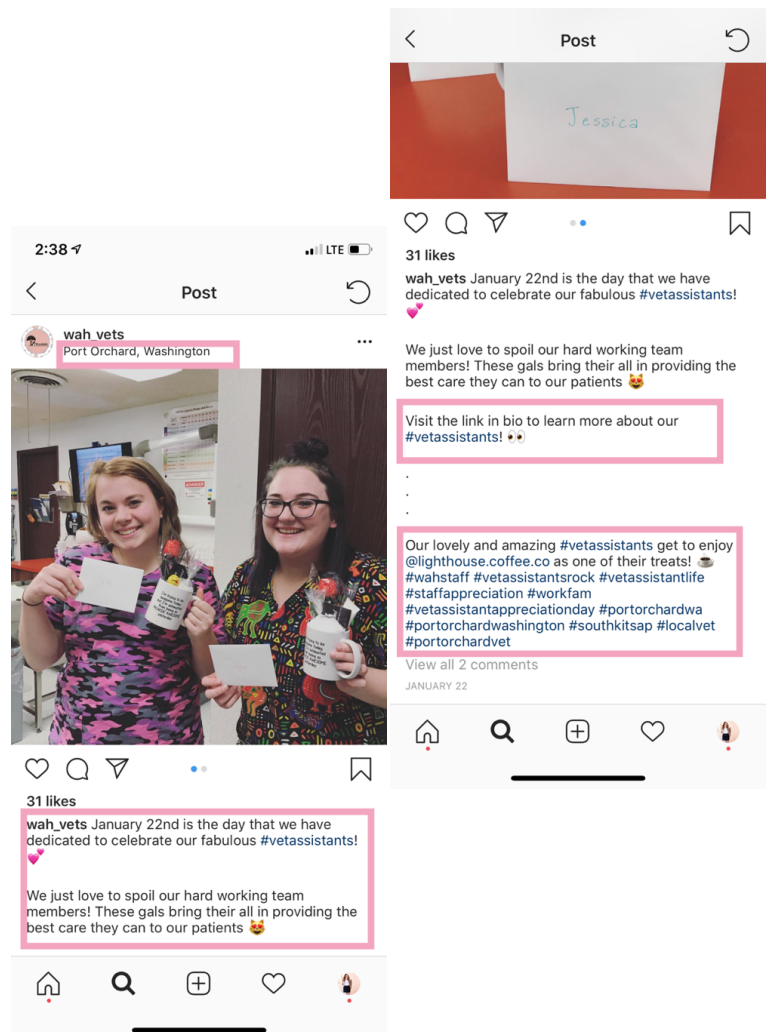 2:38
LTE
Post
wah_vets
Port Orchard, Washington
31 likes
wah_vets January 22nd is the day that we have
dedicated to celebrate our fabulous #vetassistants!
💕
We just love to spoil our hard working team
members! These gals bring their all in providing the
best care they can to our patients 😻
Post
Jessica
31 likes
wah_vets January 22nd is the day that we have
dedicated to celebrate our fabulous #vetassistants!
💕
We just love to spoil our hard working team
members! These gals bring their all in providing the
best care they can to our patients 😻
Visit the link in bio to learn more about our
#vetassistants! 👀
.
.
.
Our lovely and amazing #vetassistants get to enjoy
@lighthouse.coffee.co as one of their treats! ☕
#wahstaff #vetassistantsrock #vetassistantlife
#staffappreciation #workfam
#vetassistantappreciationday #portorchardwa
#portorchardwashington #southkitsap #localvet
#portorchardvet
View all 2 comments
JANUARY 22